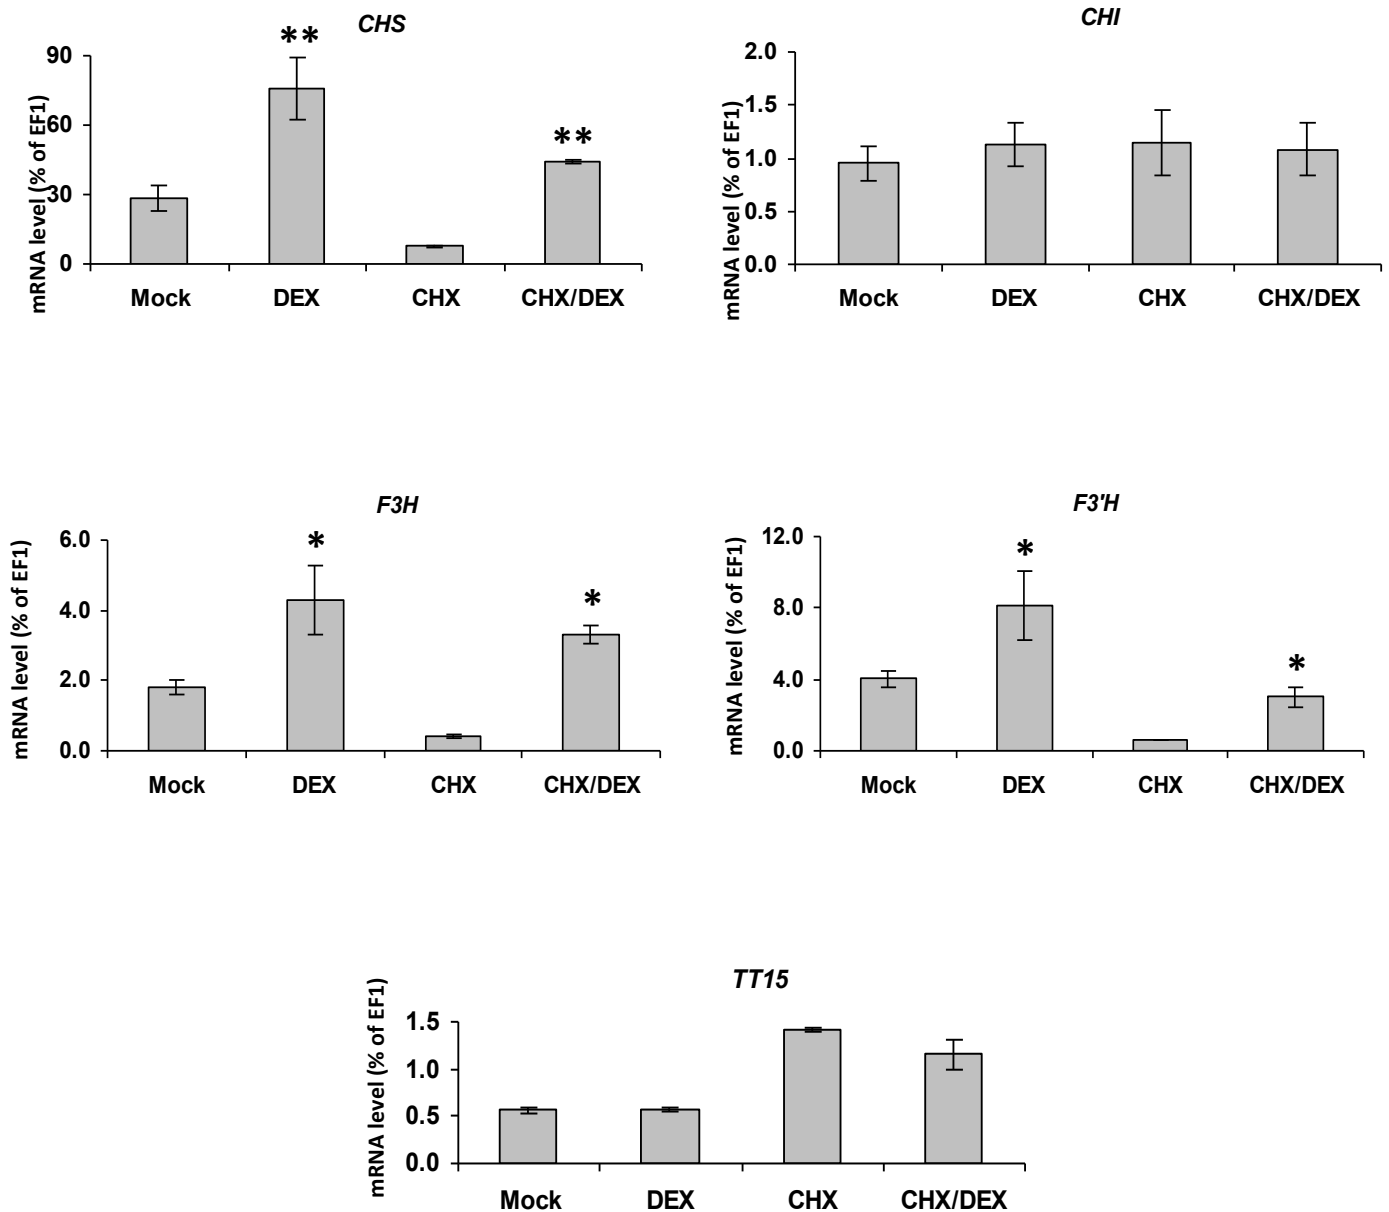 CHS
**
**
mRNA level (% of EF1)
90
60
30
0
Mock DEX CHX CHX/DEX
CHI
mRNA level (% of EF1)
2.0
1.5
1.0
0.5
0.0
Mock DEX CHX CHX/DEX
F3H
*
*
mRNA level (% of EF1)
6.0
4.0
2.0
0.0
Mock DEX CHX CHX/DEX
F3'H
*
*
mRNA level (% of EF1)
12.0
8.0
4.0
0.0
Mock DEX CHX CHX/DEX
TT15
mRNA level (% of EF1)
1.5
1.0
0.5
0.0
Mock DEX CHX CHX/DEX